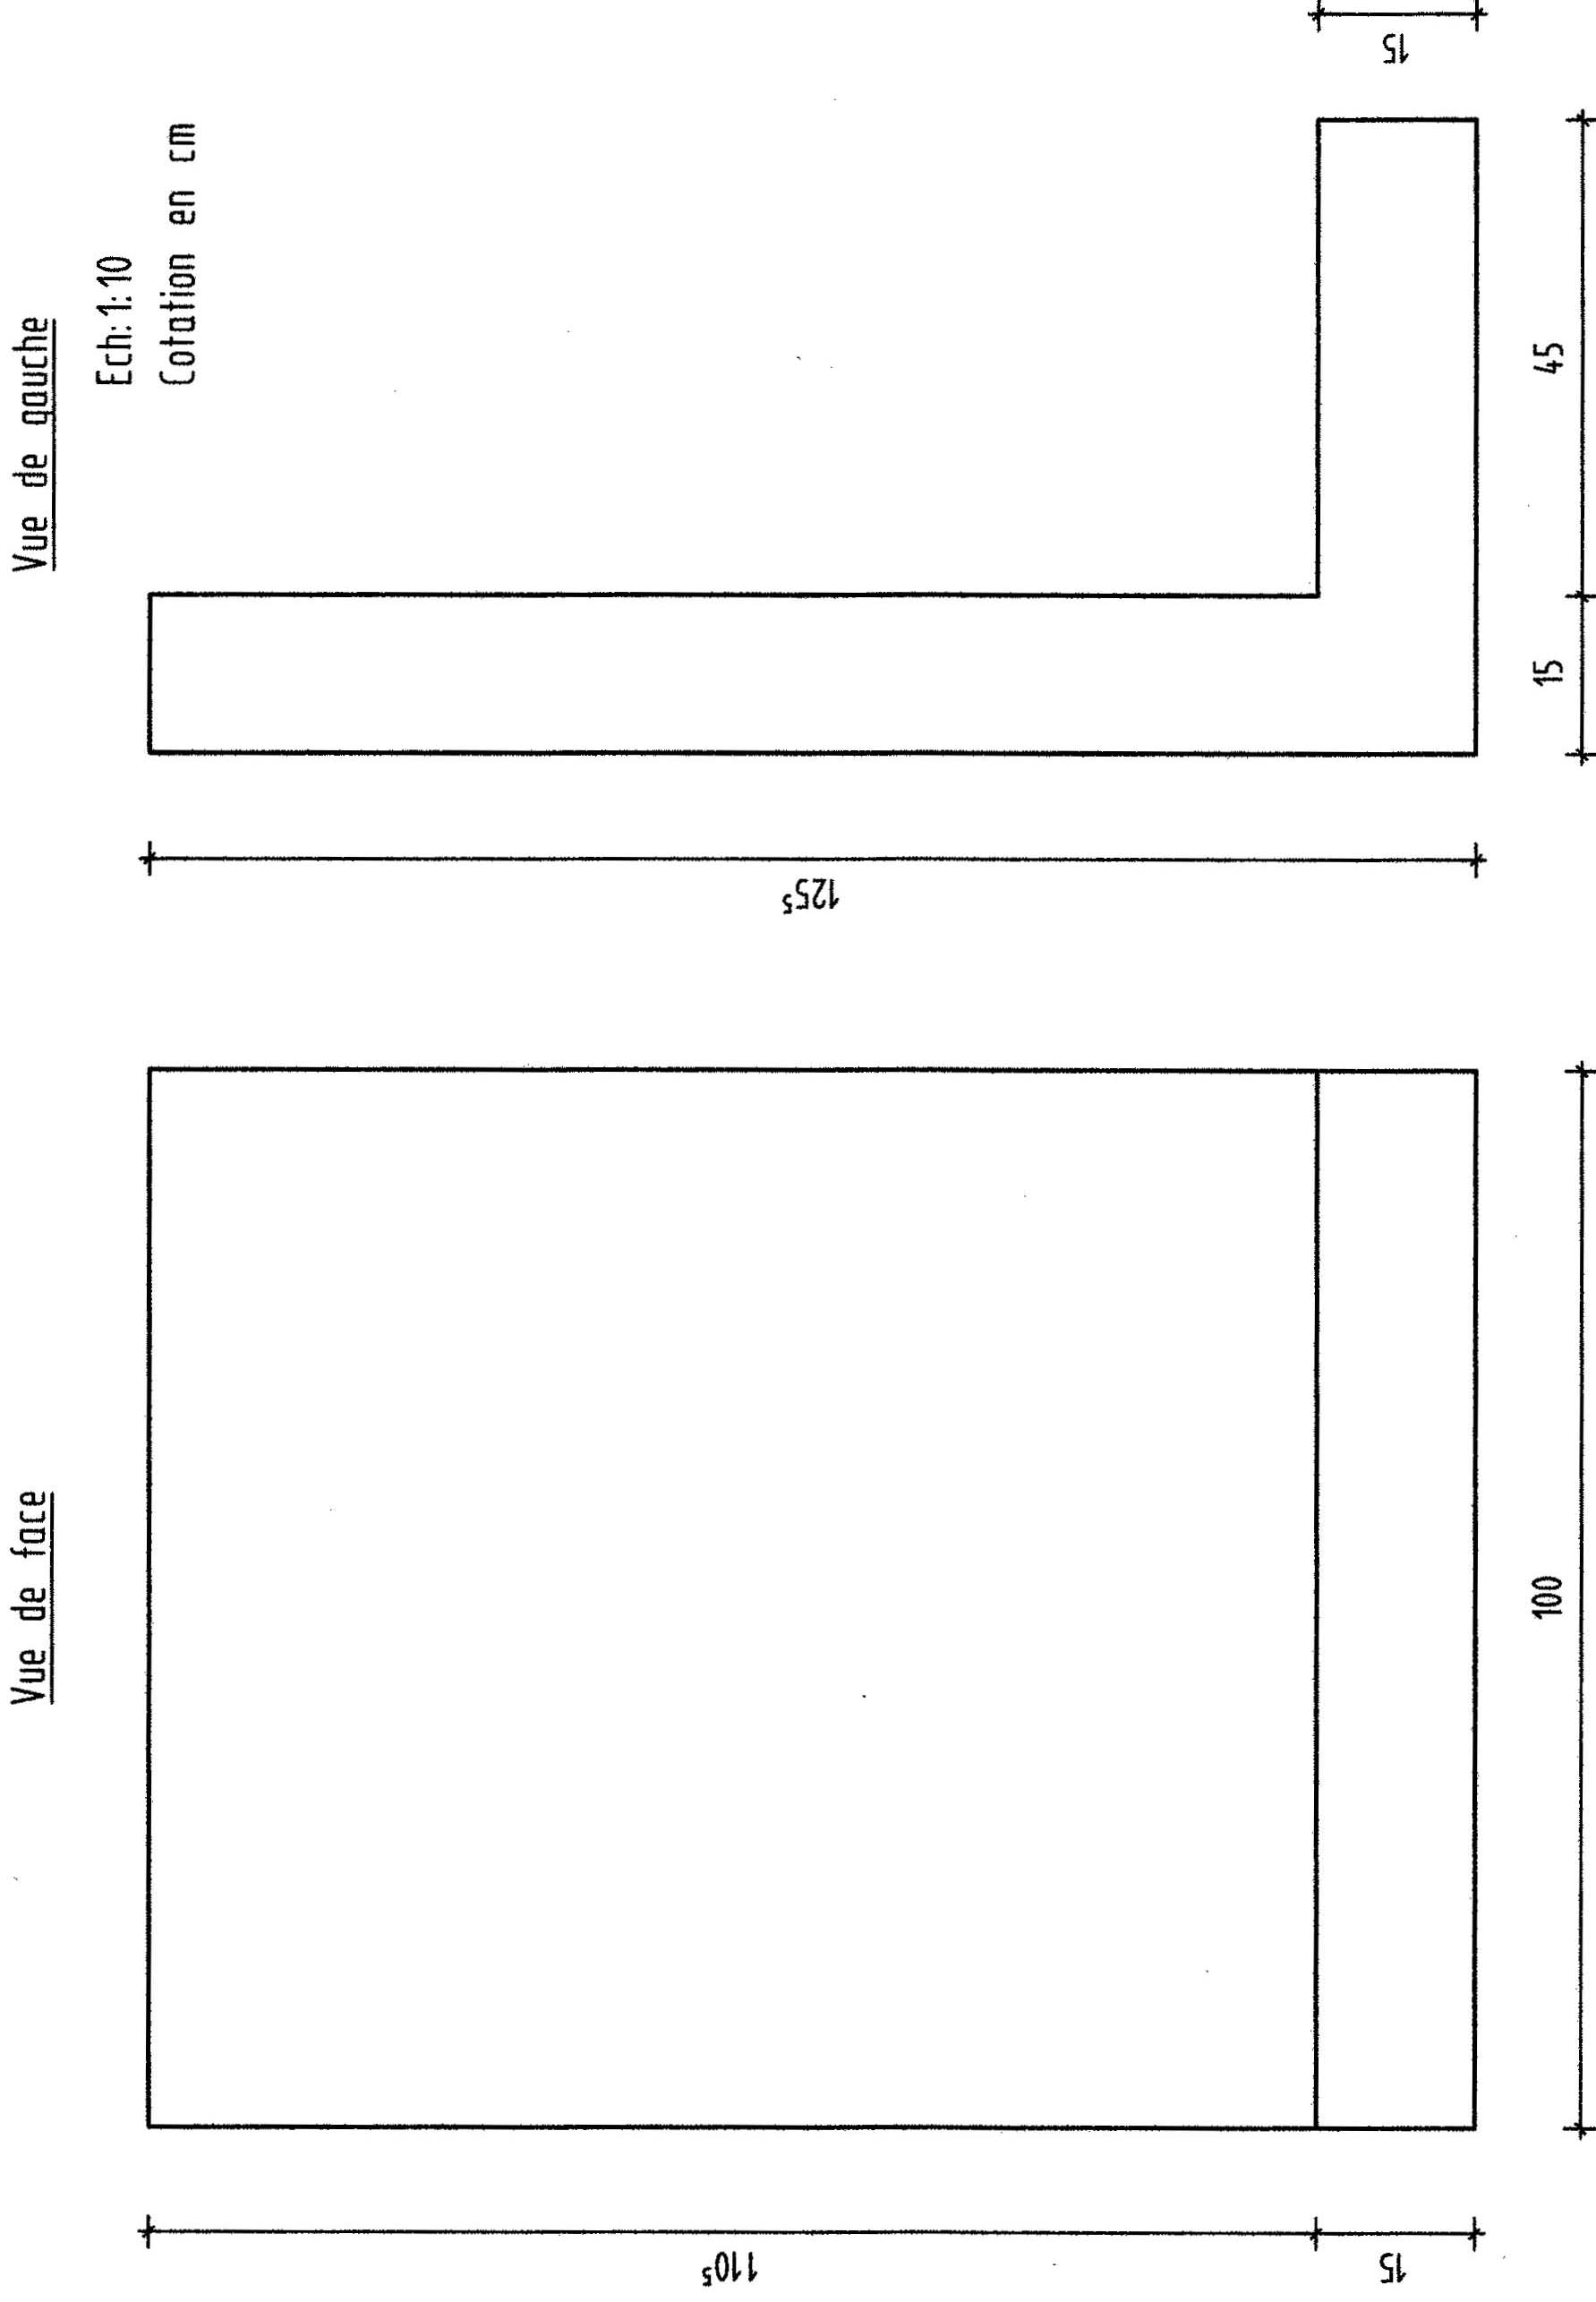 Vue de face
Vue de gauche
Ech: 1: 10
Cotation en cm
110⁵
15
100
125⁵
15
45
15